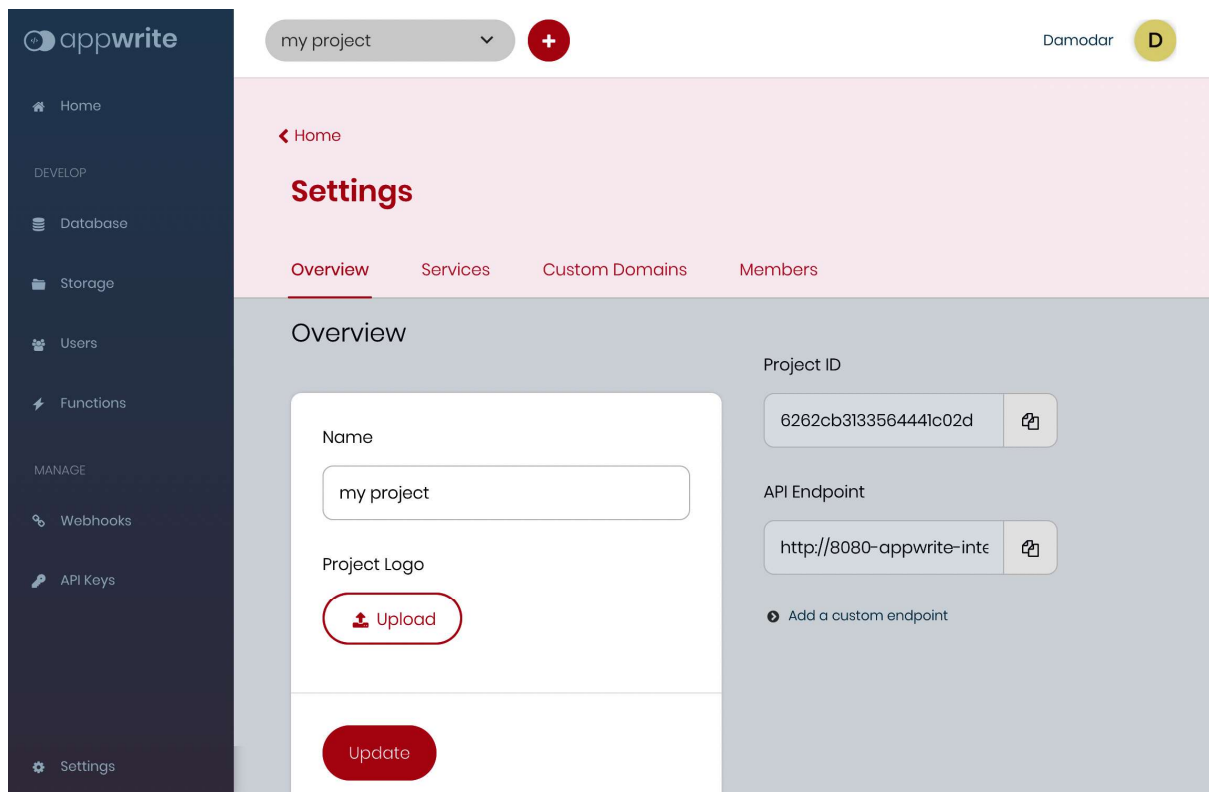 appwrite
my project
+
Damodar
D
Home
DEVELOP
Database
Storage
Users
Functions
MANAGE
Webhooks
API Keys
Settings
Home
Settings
Overview Services Custom Domains Members
Overview
Name
my project
Project Logo
Upload
Update
Project ID
6262cb3133564441c02d
API Endpoint
http://8080-appwrite-inte
Add a custom endpoint